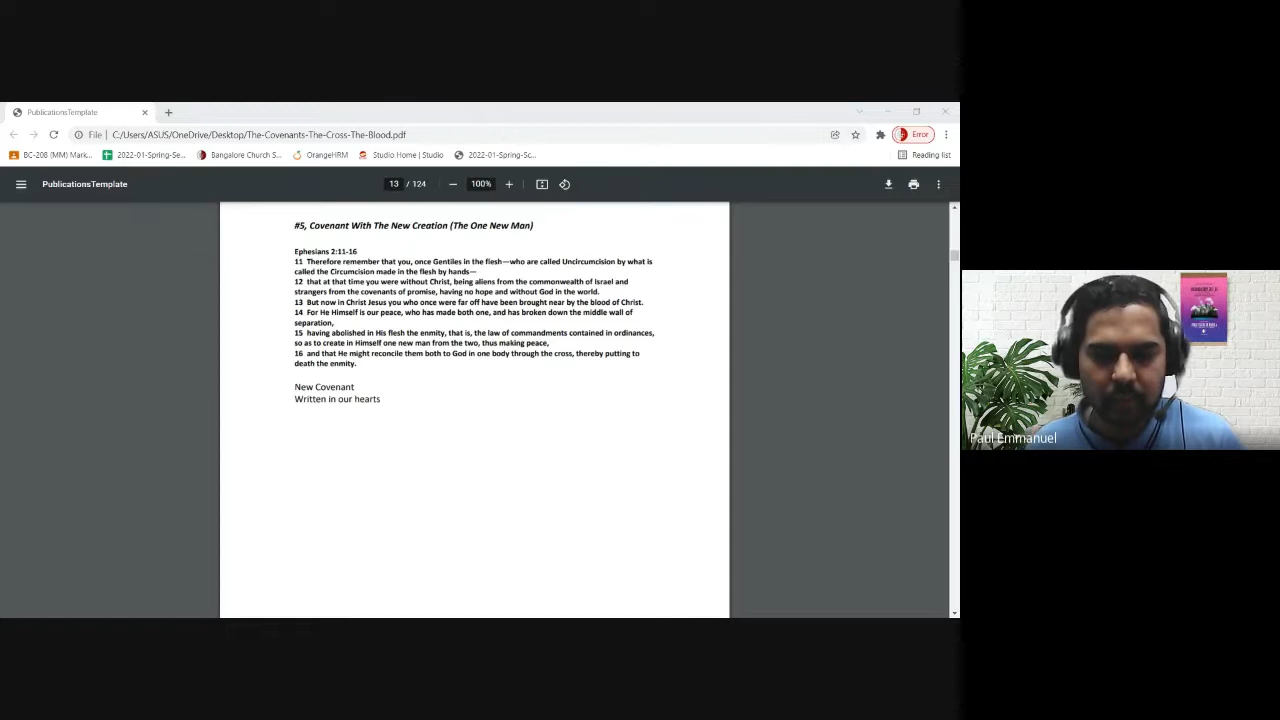 PublicationsTemplate
File C:/Users/ASUS/OneDrive/Desktop/The-Covenants-The-Cross-The-Blood.pdf
Error
BC-208 (MM) Mark...
2022-01-Spring-Se...
Bangalore Church S...
OrangeHRM
Studio Home | Studio
2022-01-Spring-Sc...
Reading list
PublicationsTemplate
13 / 124
100%
#5, Covenant With The New Creation (The One New Man)
Ephesians 2:11-16
11 Therefore remember that you, once Gentiles in the flesh—who are called Uncircumcision by what is
called the Circumcision made in the flesh by hands—
12 that at that time you were without Christ, being aliens from the commonwealth of Israel and
strangers from the covenants of promise, having no hope and without God in the world.
13 But now in Christ Jesus you who once were far off have been brought near by the blood of Christ.
14 For He Himself is our peace, who has made both one, and has broken down the middle wall of
separation,
15 having abolished in His flesh the enmity, that is, the law of commandments contained in ordinances,
so as to create in Himself one new man from the two, thus making peace,
16 and that He might reconcile them both to God in one body through the cross, thereby putting to
death the enmity.
New Covenant
Written in our hearts
Paul Emmanuel